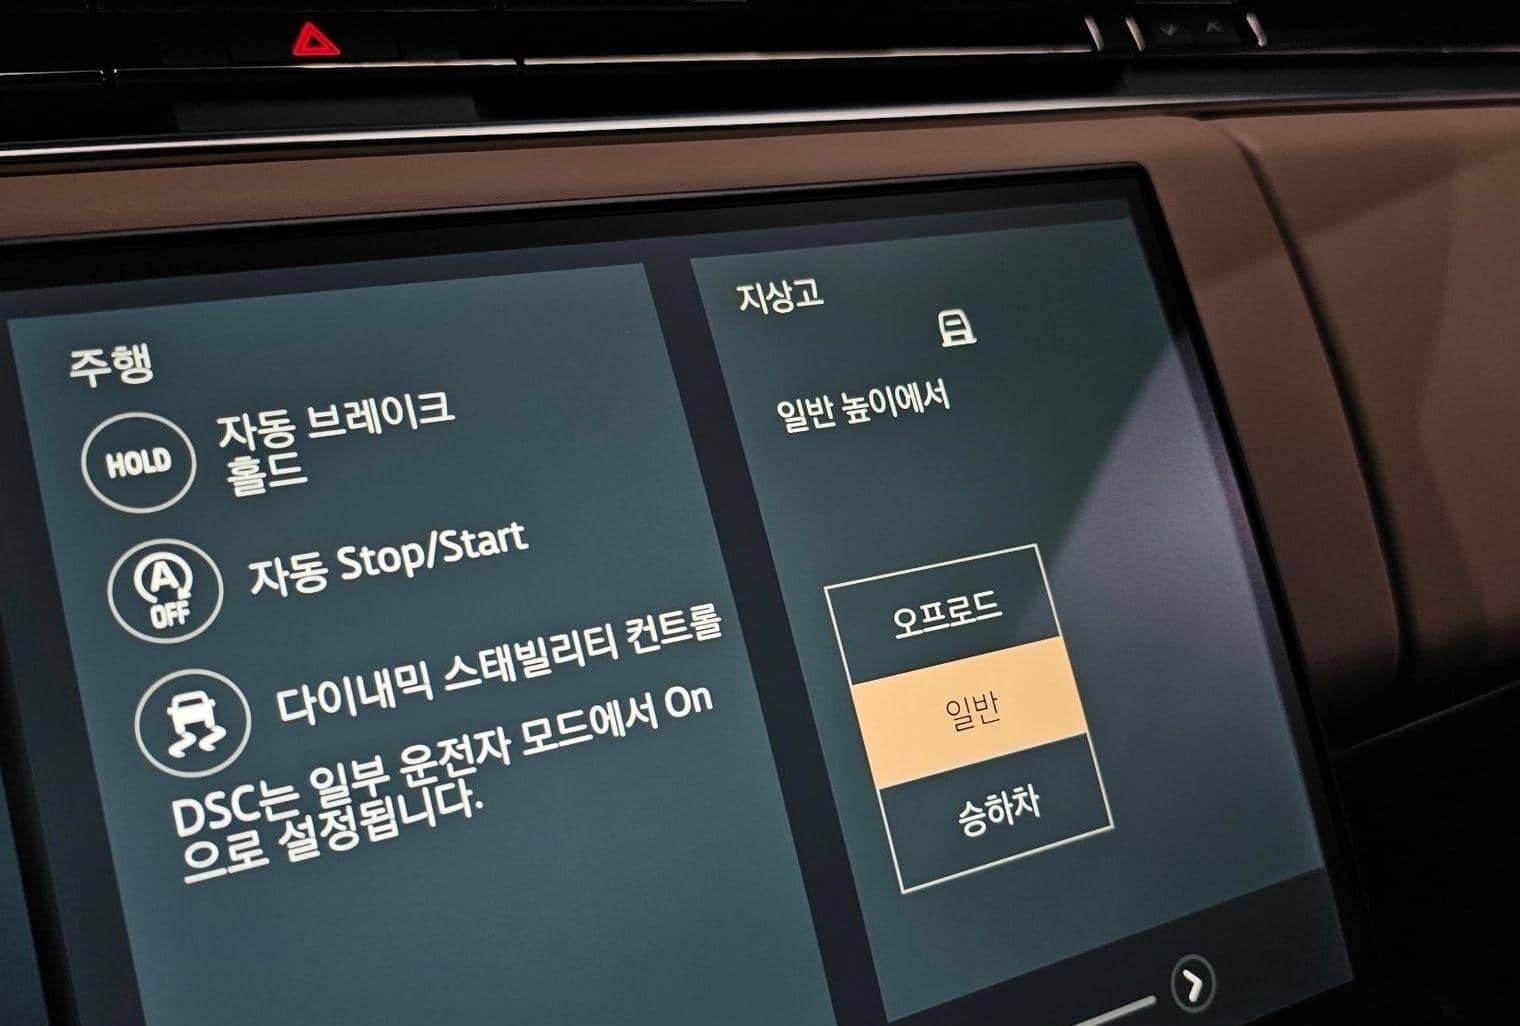 주행
HOLD
자동 브레이크
홀드
A
OFF
자동 Stop/Start
다이내믹 스태빌리티 컨트롤
DSC는 일부 운전자 모드에서 On
으로 설정됩니다.
지상고
일반 높이에서
오프로드
일반
승하차